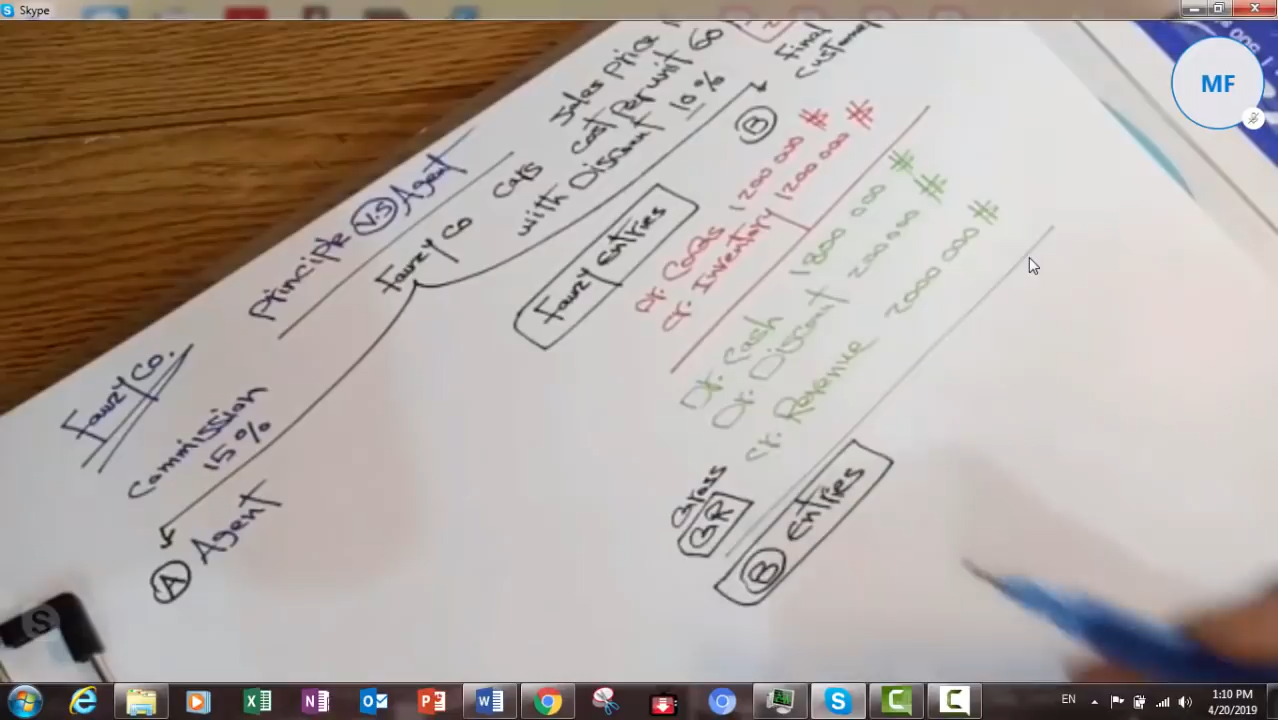 Skype
MF
Fawzy Co.
principle V.S Agent
Fawzy Co
Cars
Sales price
cost per unit 60
with Discount 10%
Final
customer
B
commission
15%
A Agent
Fawzy entries
Dr. COGS 1200 000 #
Cr. Inventory 1200 000 #
Dr. Cash 1800 000 #
Dr. Discount 200 000 #
Cr. Revenue 2000 000 #
Gross
GR
B entries
EN
1:10 PM
4/20/2019